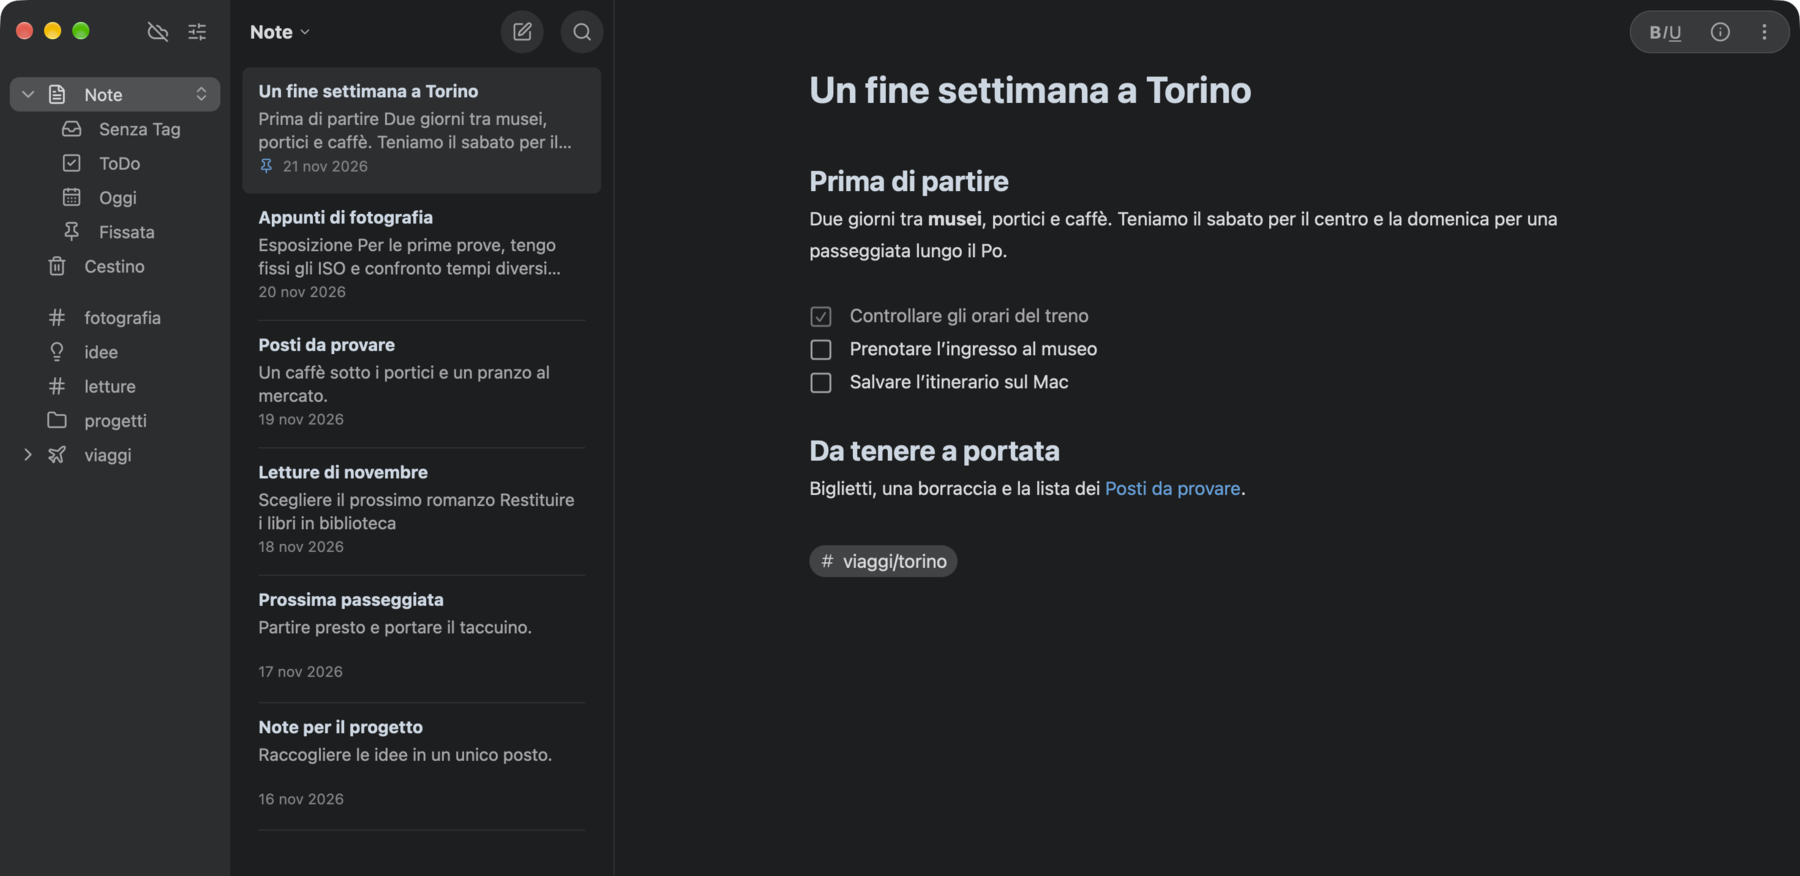 Note
Senza Tag
ToDo
Oggi
Fissata
Cestino
fotografia
idee
letture
progetti
viaggi
Note
Un fine settimana a Torino
Prima di partire Due giorni tra musei,
portici e caffè. Teniamo il sabato per il...
21 nov 2026
Appunti di fotografia
Esposizione Per le prime prove, tengo
fissi gli ISO e confronto tempi diversi...
20 nov 2026
Posti da provare
Un caffè sotto i portici e un pranzo al
mercato.
19 nov 2026
Letture di novembre
Scegliere il prossimo romanzo Restituire
i libri in biblioteca
18 nov 2026
Prossima passeggiata
Partire presto e portare il taccuino.
17 nov 2026
Note per il progetto
Raccogliere le idee in un unico posto.
16 nov 2026
B/U
Un fine settimana a Torino
Prima di partire
Due giorni tra musei, portici e caffè. Teniamo il sabato per il centro e la domenica per una
passeggiata lungo il Po.
Controllare gli orari del treno
Prenotare l’ingresso al museo
Salvare l’itinerario sul Mac
Da tenere a portata
Biglietti, una borraccia e la lista dei Posti da provare.
# viaggi/torino